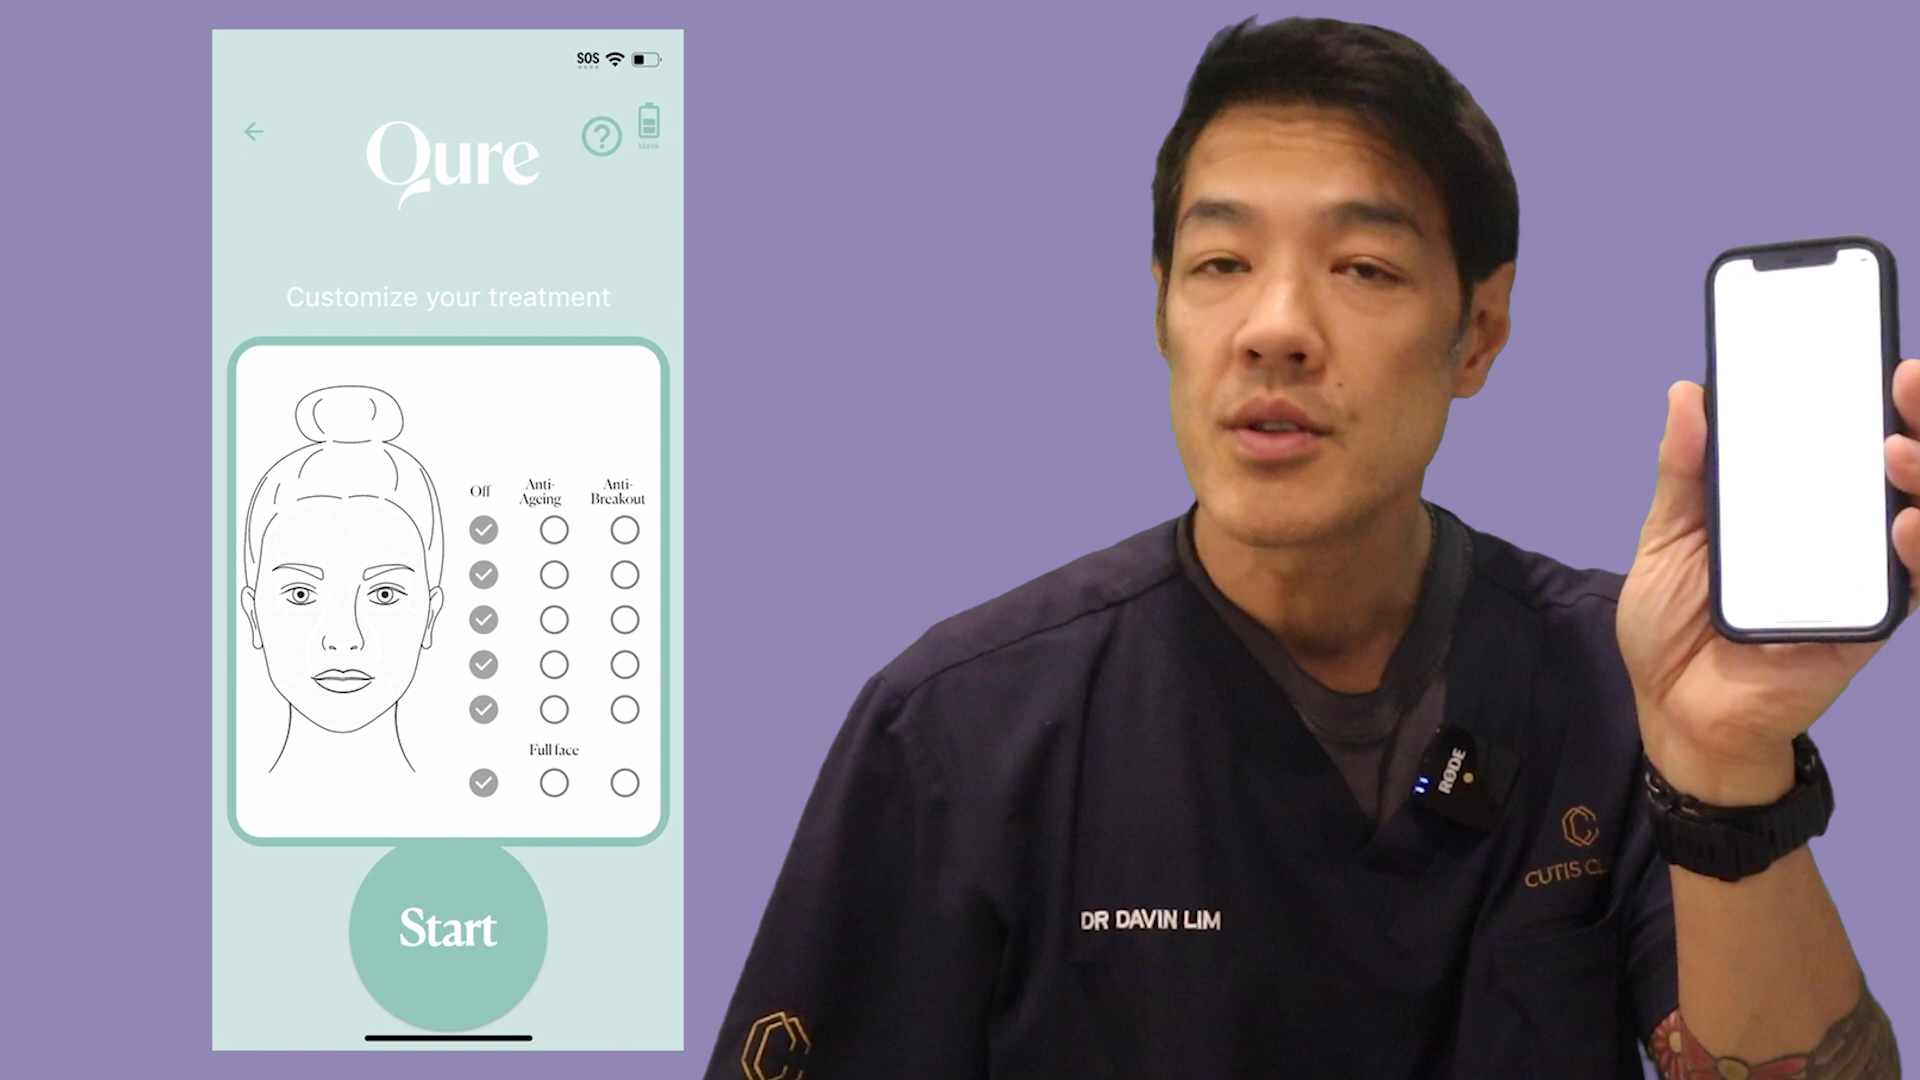 SOS
Qure
?
Mask
Customize your treatment
Off
Anti-
Ageing
Anti-
Breakout
Full face
Start
RØDE
CUTIS
DR DAVIN LIM